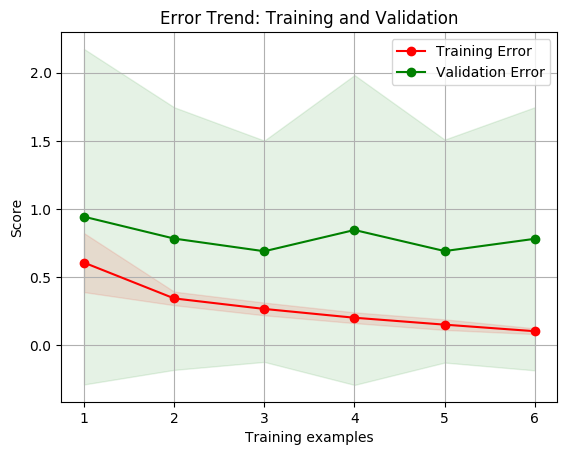 Error Trend: Training and Validation
Training Error
Validation Error
2.0
1.5
1.0
0.5
0.0
Score
1 2 3 4 5 6
Training examples